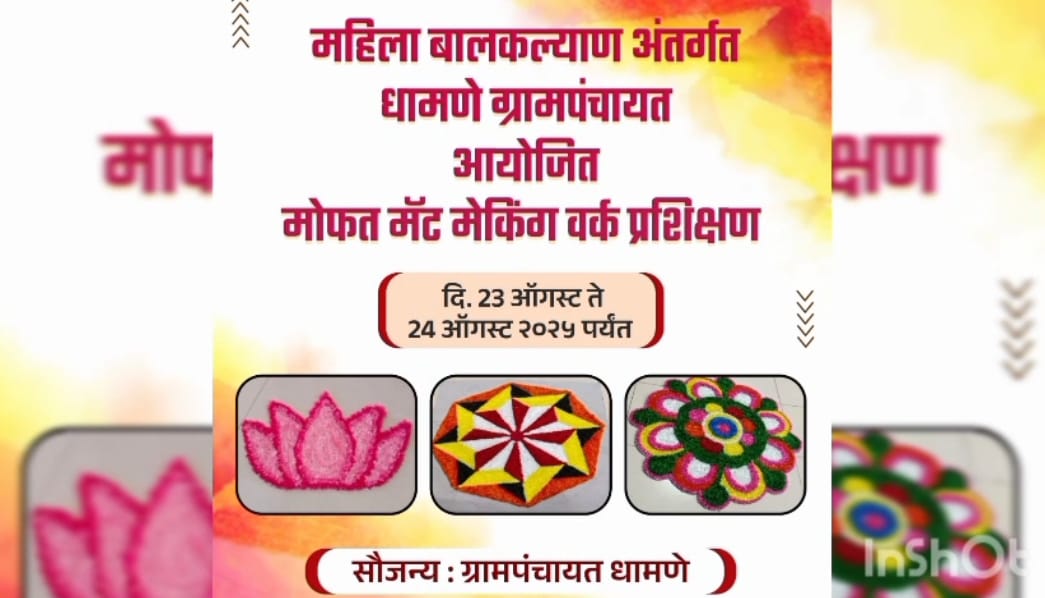 महिला बालकल्याण अंतर्गत
धामणे ग्रामपंचायत
आयोजित
मोफत मॅट मेकिंग वर्क प्रशिक्षण
दि. 23 ऑगस्ट ते
24 ऑगस्ट २०२५ पर्यंत
सौजन्य : ग्रामपंचायत धामणे